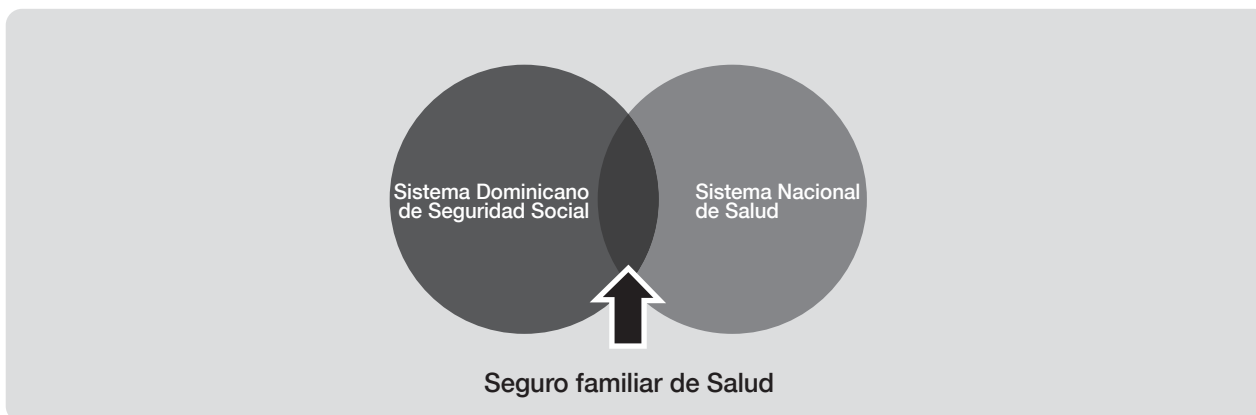 Sistema Dominicano
de Seguridad Social
Sistema Nacional
de Salud
Seguro familiar de Salud